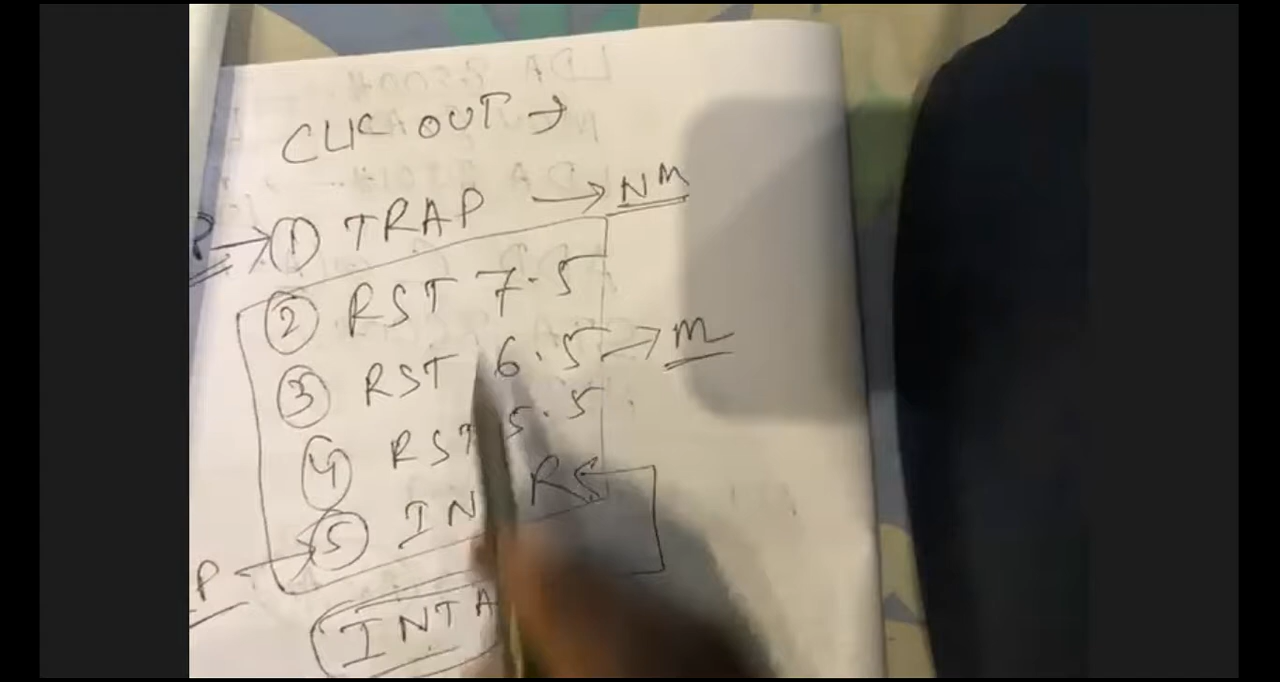 CLK OUT →
① TRAP → NM
② RST 7.5
③ RST 6.5 → M
④ RST 5.5
⑤ IN RS
P →
INTA